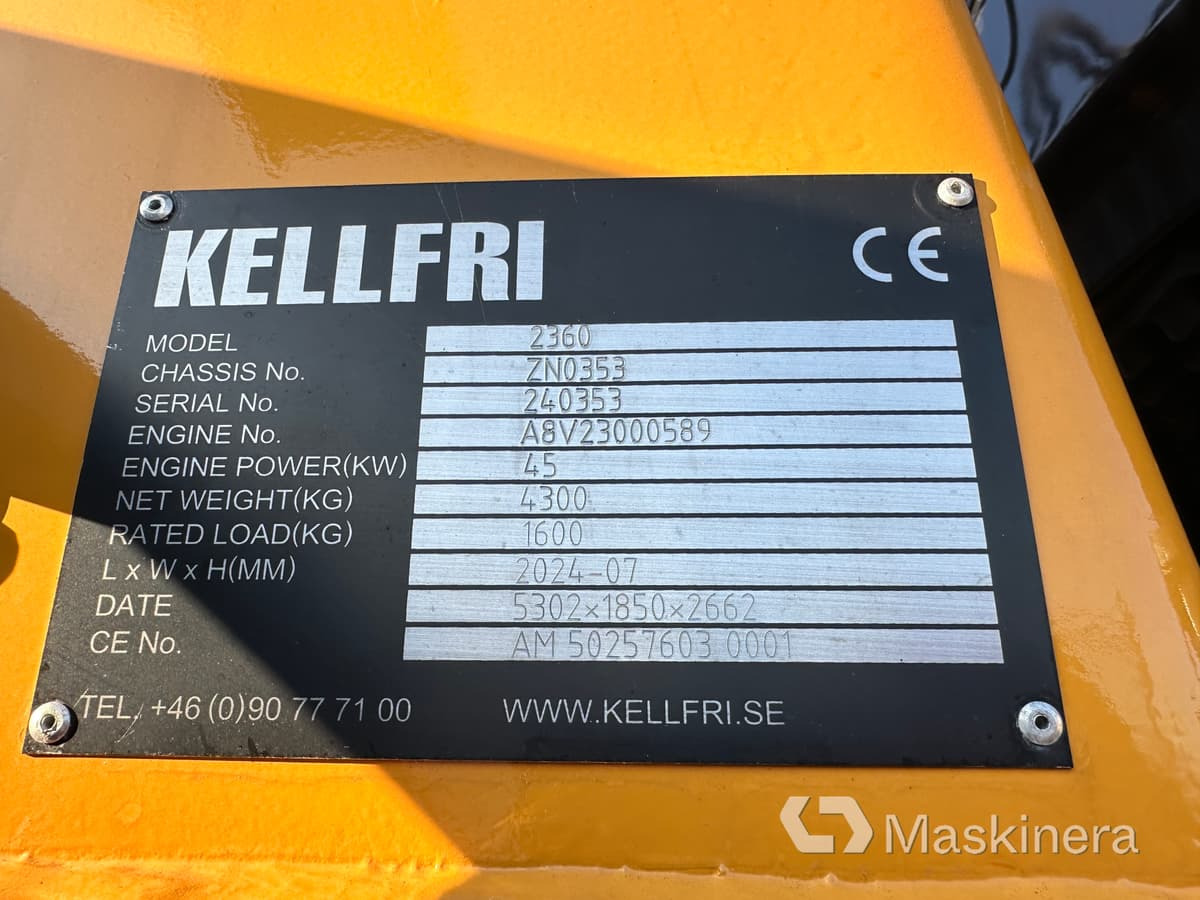 KELLFRI CE
MODEL 2360
CHASSIS No. ZN0353
SERIAL No. 240353
ENGINE No. A8V23000589
ENGINE POWER(KW) 45
NET WEIGHT(KG) 4300
RATED LOAD(KG) 1600
L x W x H(MM) 2024-07
DATE 5302×1850×2662
CE No. AM 50257603 0001
TEL. +46 (0)90 77 71 00 WWW.KELLFRI.SE
Maskinera